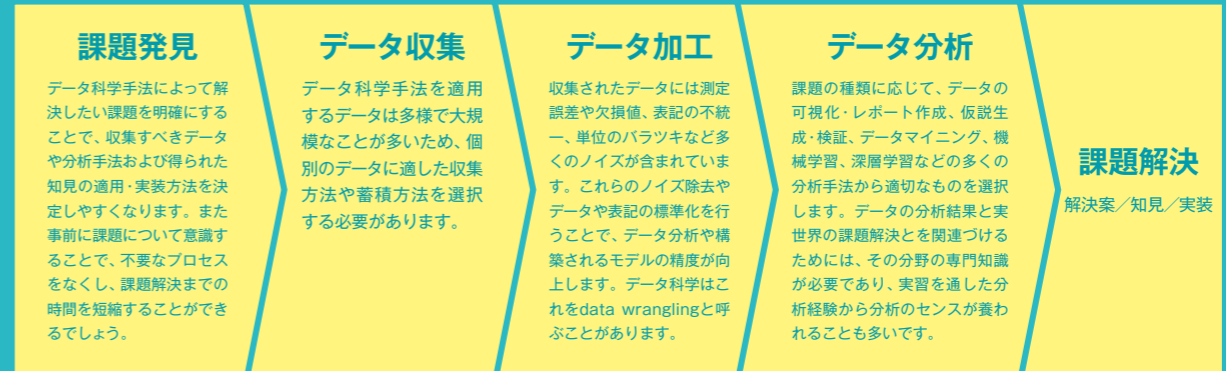 課題発見
データ科学手法によって解
決したい課題を明確にする
ことで、収集すべきデータ
や分析手法および得られた
知見の適用・実装方法を決
定しやすくなります。また
事前に課題について意識す
ることで、不要なプロセス
をなくし、課題解決までの
時間を短縮することができ
るでしょう。
データ収集
データ科学手法を適用
するデータは多様で大規
模なことが多いため、個
別のデータに適した収集
方法や蓄積方法を選択
する必要があります。
データ加工
収集されたデータには測定
誤差や欠損値、表記の不統
一、単位のバラツキなど多
くのノイズが含まれていま
す。これらのノイズ除去や
データや表記の標準化を行
うことで、データ分析や構
築されるモデルの精度が向
上します。データ科学はこ
れをdata wranglingと呼
ぶことがあります。
データ分析
課題の種類に応じて、データの
可視化・レポート作成、仮説生
成・検証、データマイニング、機
械学習、深層学習などの多くの
分析手法から適切なものを選択
します。データの分析結果と実
世界の課題解決とを関連づける
ためには、その分野の専門知識
が必要であり、実習を通した分
析経験から分析のセンスが養わ
れることも多いです。
課題解決
解決案／知見／実装